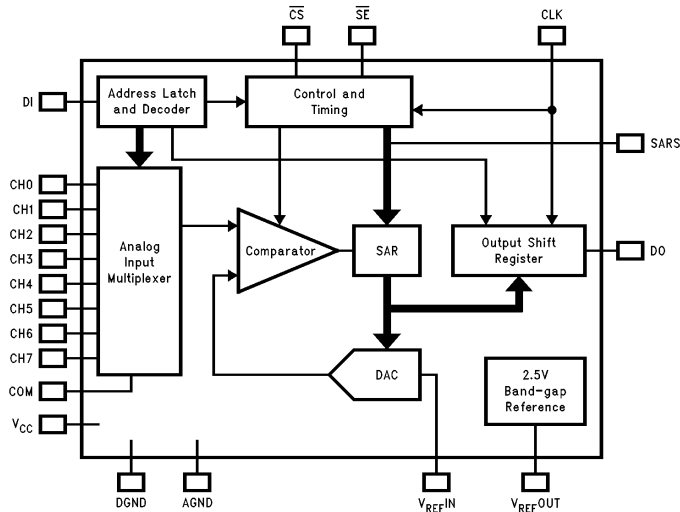 CS
SE
CLK
DI
Address Latch
and Decoder
Control and
Timing
SARS
CH0
CH1
CH2
CH3
CH4
CH5
CH6
CH7
COM
VCC
Analog
Input
Multiplexer
Comparator
SAR
Output Shift
Register
DO
DAC
2.5V
Band-gap
Reference
DGND
AGND
VREFIN
VREFOUT